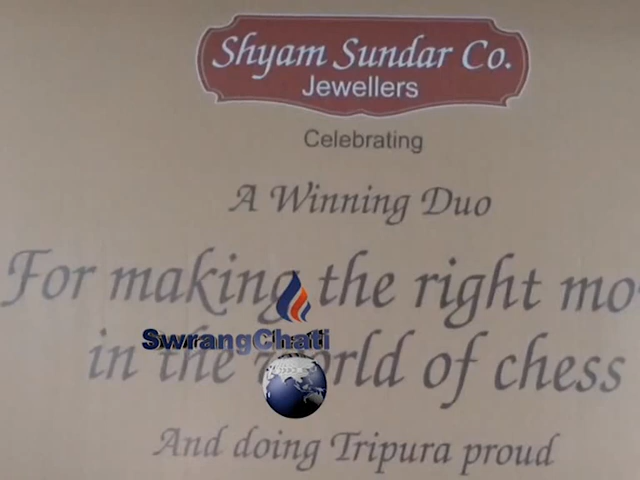 Shyam Sundar Co.
Jewellers
Celebrating
A Winning Duo
For making the right mo
SwrangChati
in the world of chess
And doing Tripura proud